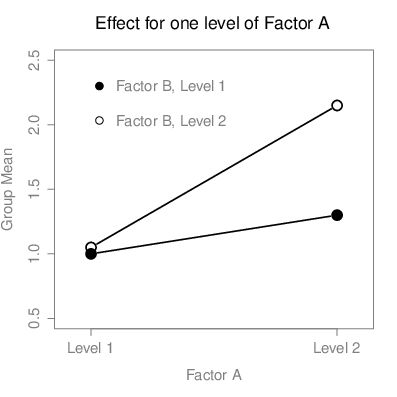 Effect for one level of Factor A
Factor B, Level 1
Factor B, Level 2
Group Mean
2.5
2.0
1.5
1.0
0.5
Level 1
Level 2
Factor A